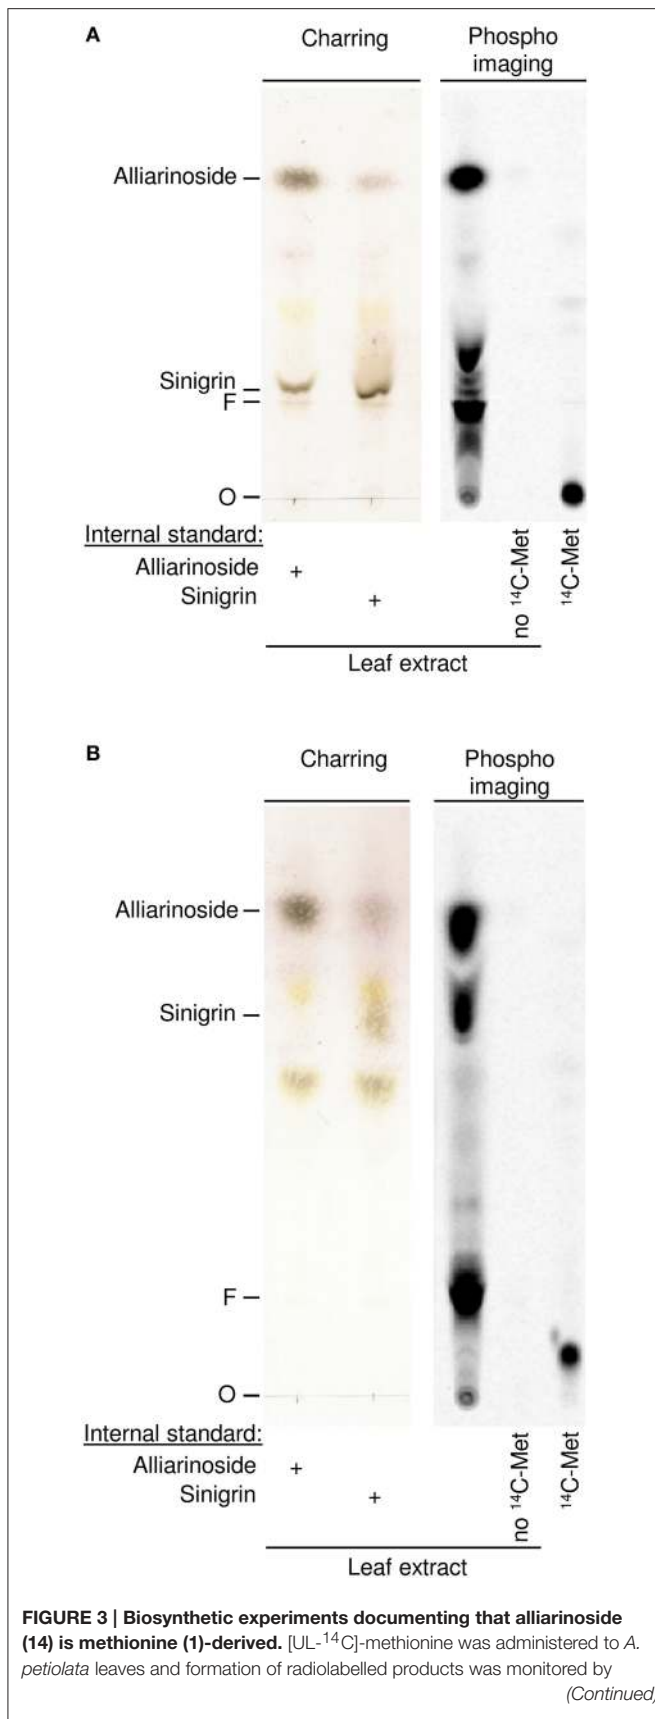 A
Charring
Phospho
imaging
Alliarinoside
Sinigrin
F
O
Internal standard:
Alliarinoside +
Sinigrin +
no 14C-Met
14C-Met
Leaf extract
B
Charring
Phospho
imaging
Alliarinoside
Sinigrin
F
O
Internal standard:
Alliarinoside +
Sinigrin +
no 14C-Met
14C-Met
Leaf extract
FIGURE 3 | Biosynthetic experiments documenting that alliarinoside
(14) is methionine (1)-derived. [UL-14C]-methionine was administered to A.
petiolata leaves and formation of radiolabelled products was monitored by
(Continued)